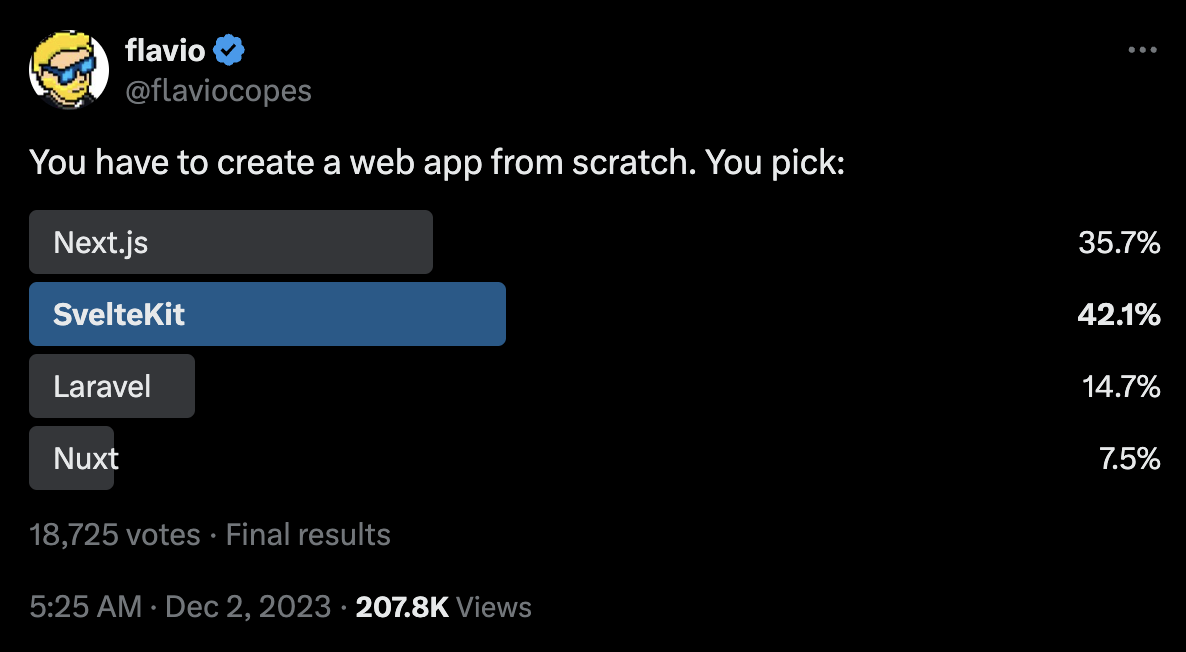 flavio
@flaviocopes
You have to create a web app from scratch. You pick:
Next.js 35.7%
SvelteKit 42.1%
Laravel 14.7%
Nuxt 7.5%
18,725 votes · Final results
5:25 AM · Dec 2, 2023 · 207.8K Views